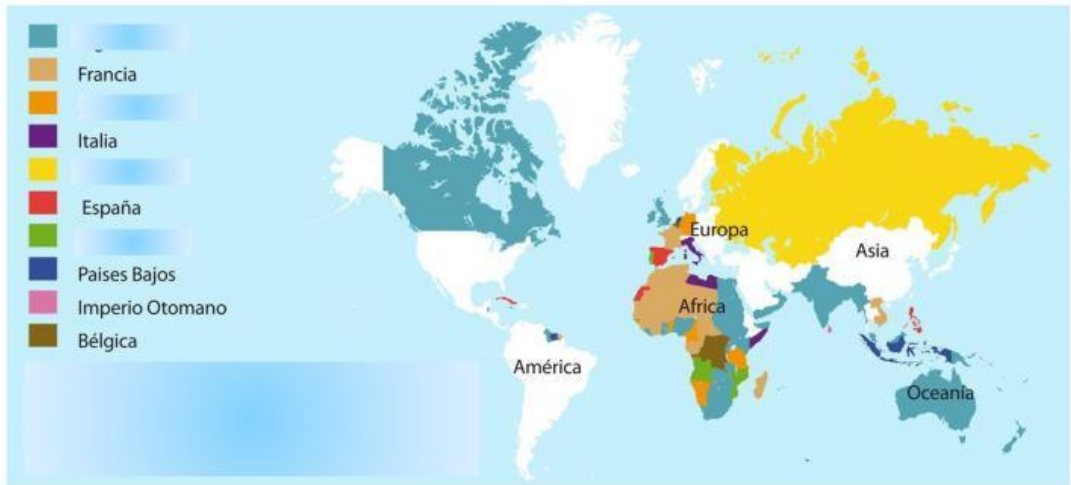 Francia
Italia
España
Paises Bajos
Imperio Otomano
Bélgica
Europa
Asia
Africa
América
Oceanía